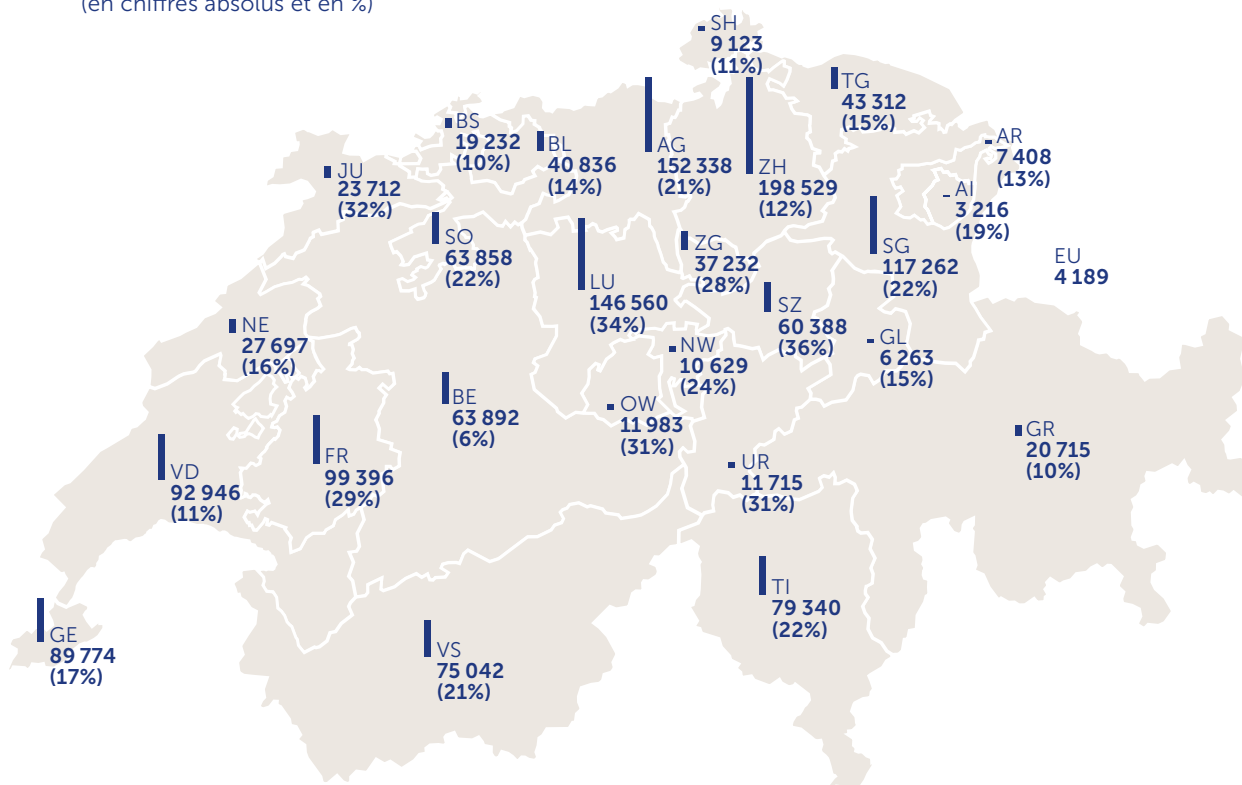 (en chiffres absolus et en %)
SH
9 123
(11%)
TG
43 312
(15%)
BS
19 232
(10%)
BL
40 836
(14%)
AG
152 338
(21%)
ZH
198 529
(12%)
AR
7 408
(13%)
JU
23 712
(32%)
AI
3 216
(19%)
SO
63 858
(22%)
ZG
37 232
(28%)
SG
117 262
(22%)
EU
4 189
LU
146 560
(34%)
SZ
60 388
(36%)
NE
27 697
(16%)
NW
10 629
(24%)
GL
6 263
(15%)
BE
63 892
(6%)
OW
11 983
(31%)
GR
20 715
(10%)
FR
99 396
(29%)
UR
11 715
(31%)
VD
92 946
(11%)
TI
79 340
(22%)
GE
89 774
(17%)
VS
75 042
(21%)